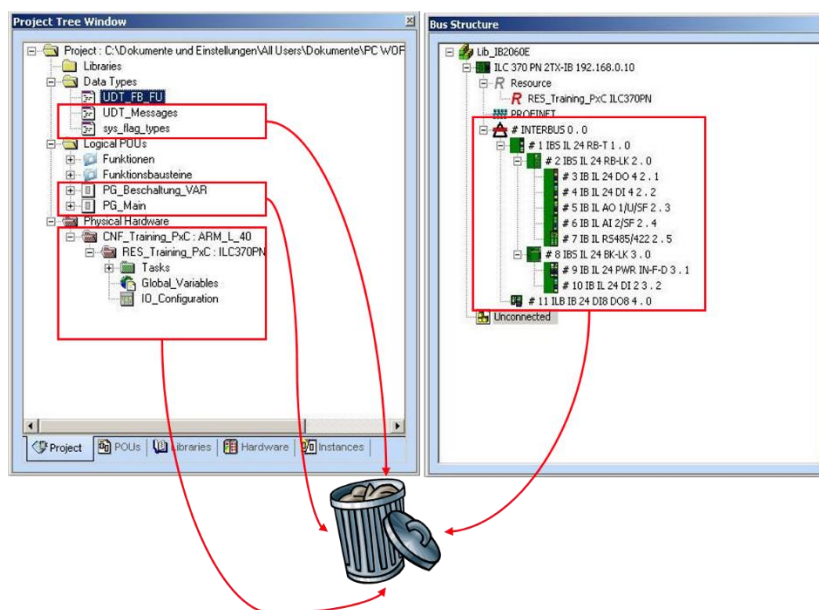 Project Tree Window
Project : C:\Dokumente und Einstellungen\All Users\Dokumente\PC WOF
Libraries
Data Types
UDT_FB_FU
UDT_Messages
sys_flag_types
Logical POUs
Funktionen
Funktionsbausteine
PG_Beschaltung_VAR
PG_Main
Physical Hardware
CNF_Training_PxC : ARM_L_40
RES_Training_PxC : ILC370PN
Tasks
Global_Variables
IO_Configuration
Project
POUs
Libraries
Hardware
Instances
Bus Structure
Lib_IB2060E
ILC 370 PN 2TX-IB 192.168.0.10
R Resource
R RES_Training_PxC ILC370PN
PROFINET
# INTERBUS 0 . 0
# 1 IBS IL 24 RB-T 1 . 0
# 2 IBS IL 24 RB-LK 2 . 0
# 3 IB IL 24 DO 4 2 . 1
# 4 IB IL 24 DI 4 2 . 2
# 5 IB IL AO 1/U/SF 2 . 3
# 6 IB IL AI 2/SF 2 . 4
# 7 IB IL RS485/422 2 . 5
# 8 IBS IL 24 BK-LK 3 . 0
# 9 IB IL 24 PWR IN-F-D 3 . 1
# 10 IB IL 24 DI 2 3 . 2
# 11 ILB IB 24 DI8 DO8 4 . 0
Unconnected